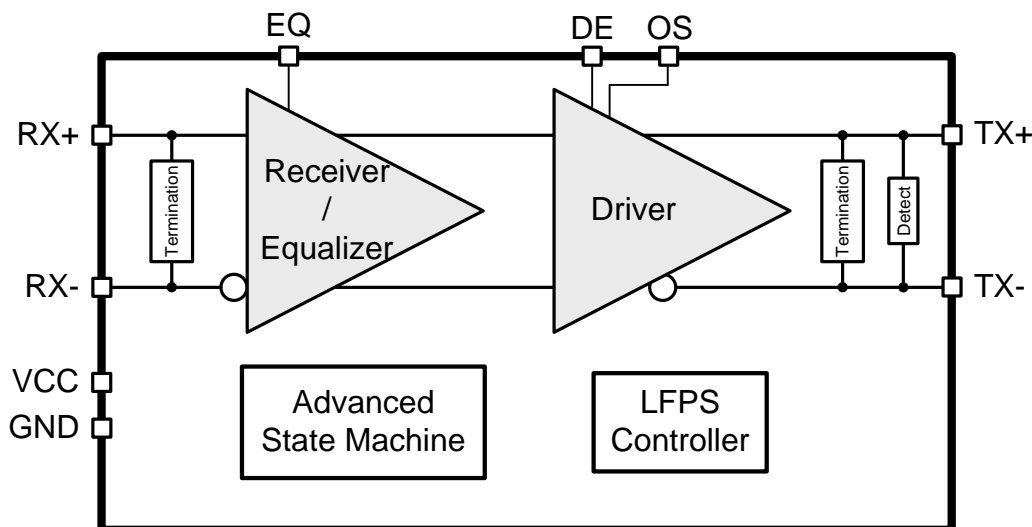 EQ
DE
OS
RX+
TX+
Termination
Receiver
/
Equalizer
Driver
Termination
Detect
RX-
TX-
VCC
GND
Advanced
State Machine
LFPS
Controller